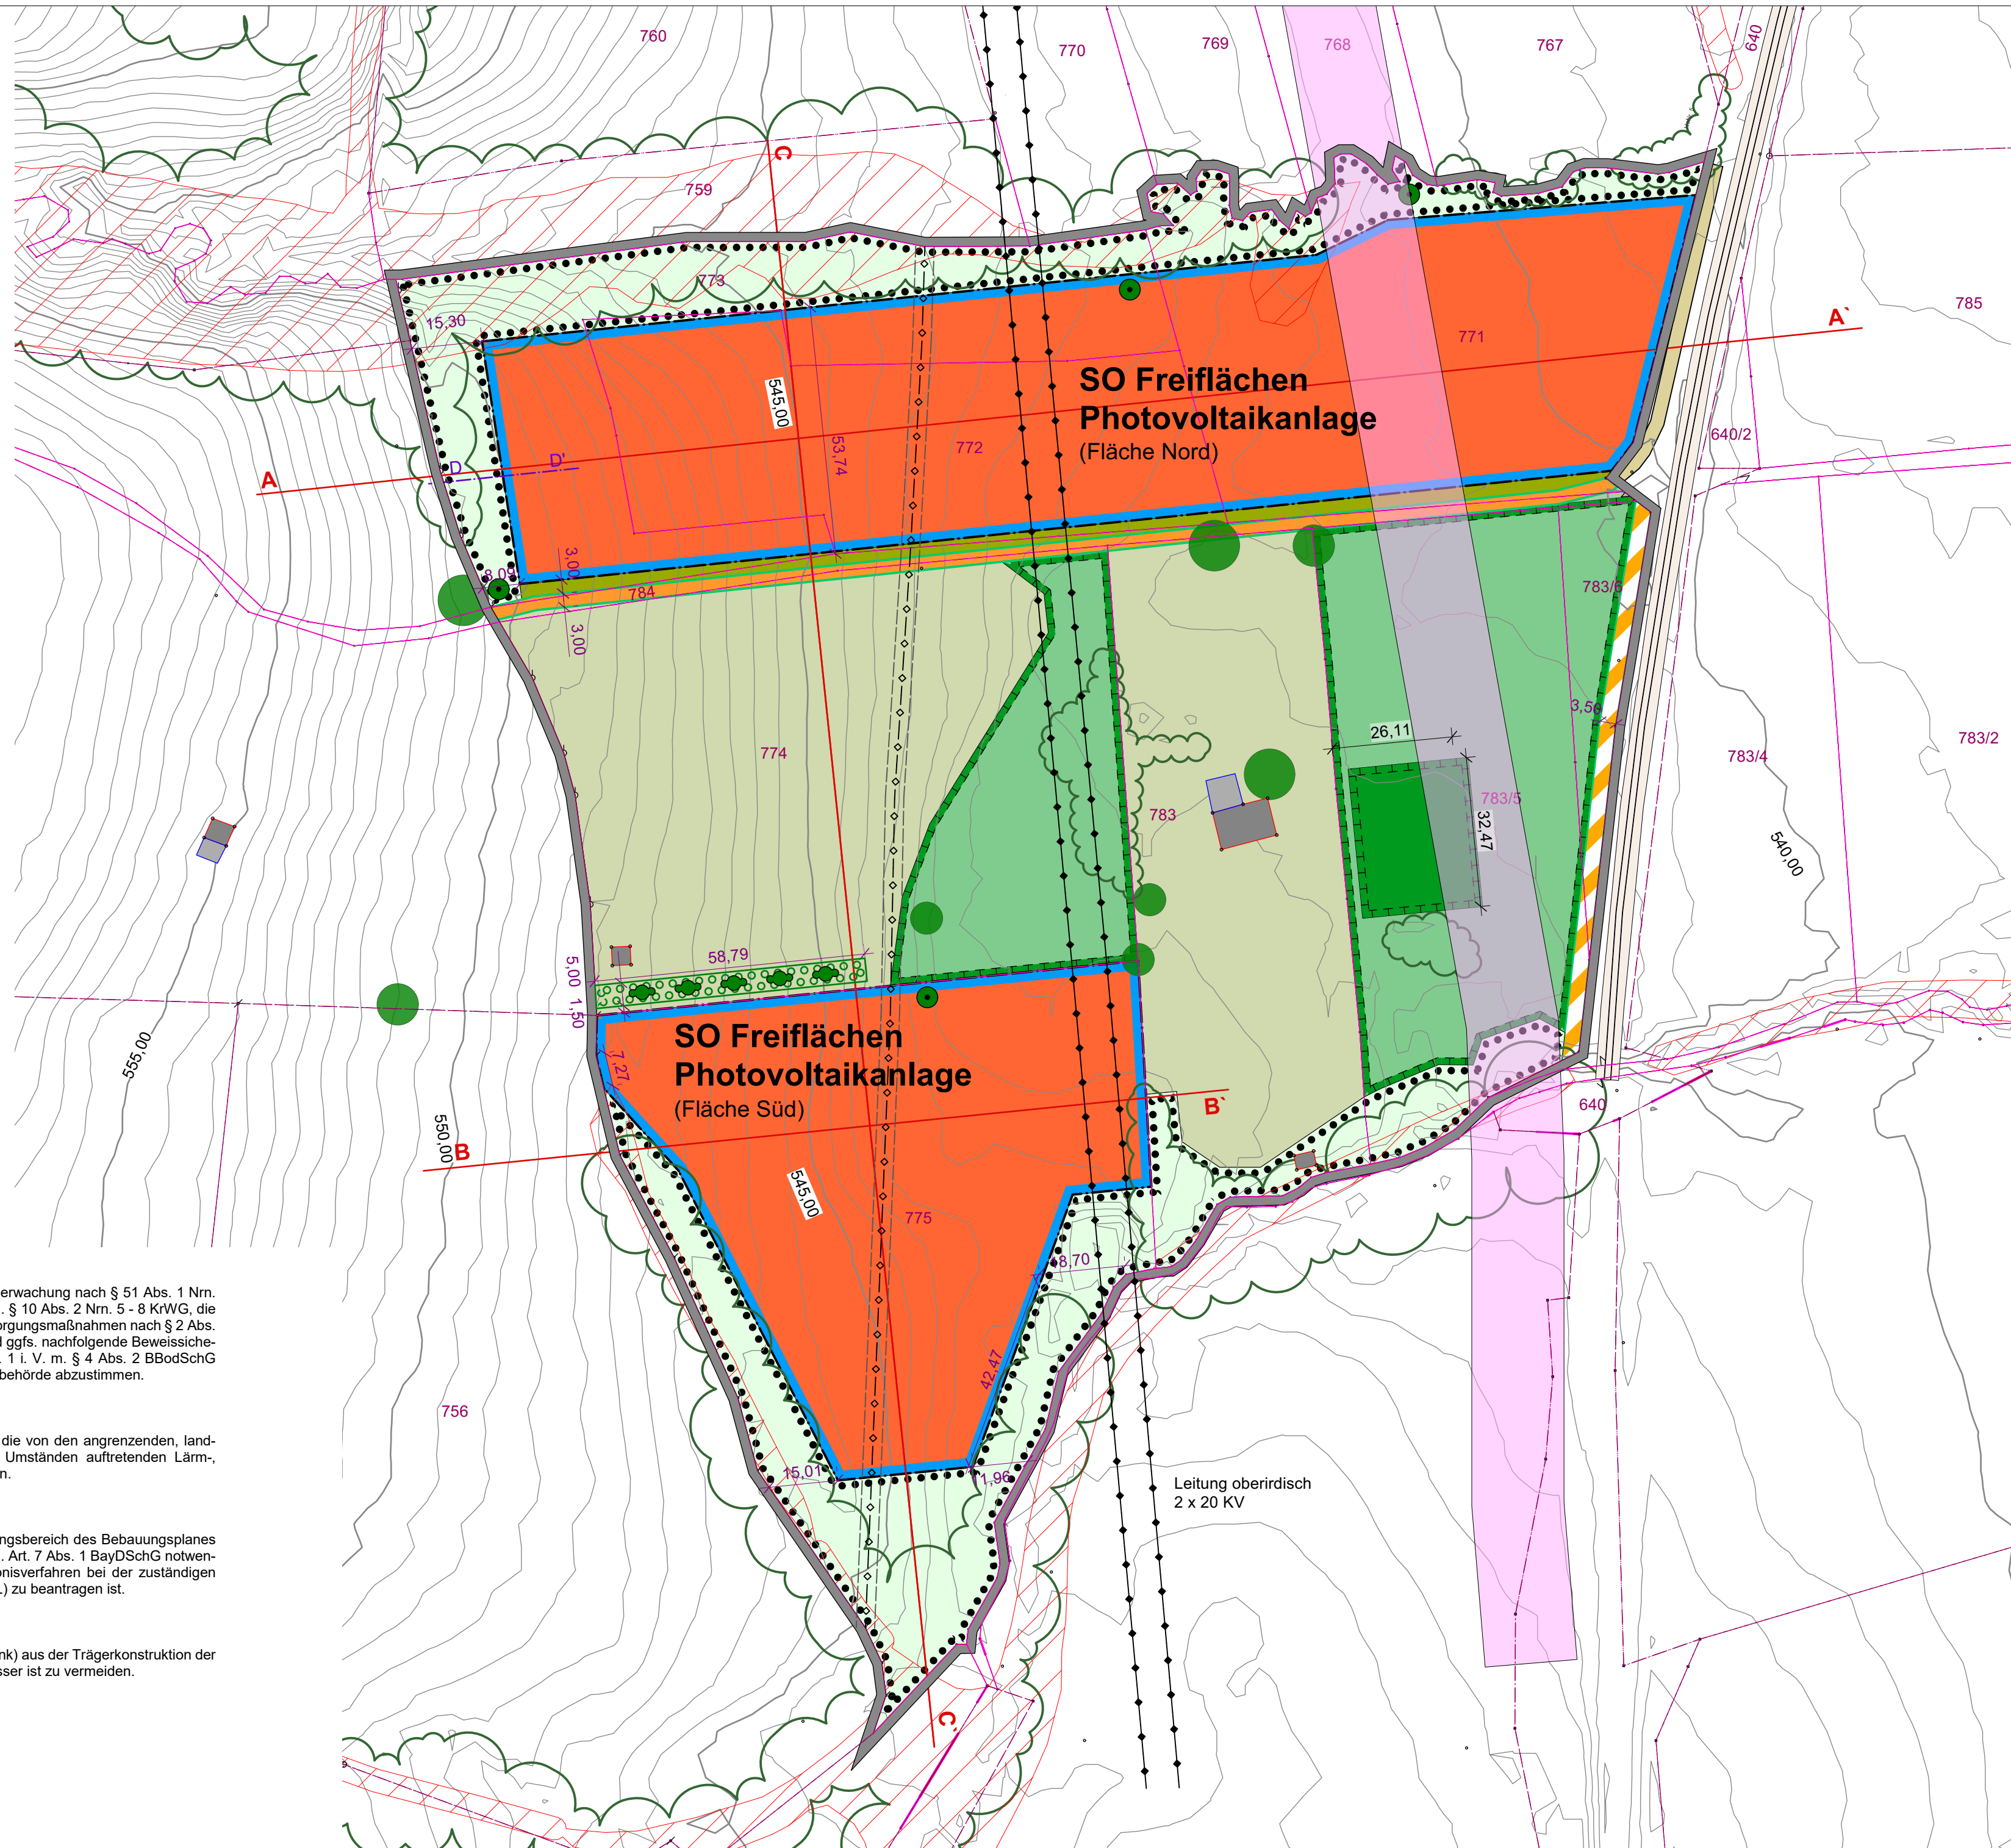 760
770
769
768
767
640
759
773
785
15,30
771
A`
C
545,00
SO Freiflächen
Photovoltaikanlage
(Fläche Nord)
53,74
772
640/2
A
D
D'
3,00
8,09
784
3,00
783/6
3,50
774
26,11
783/4
783/2
783
783/5
32,47
540,00
58,79
5,00
1,50
555,00
SO Freiflächen
Photovoltaikanlage
(Fläche Süd)
7,27
B`
640
550,00
B
545,00
775
18,70
erwachung nach § 51 Abs. 1 Nrn.
. § 10 Abs. 2 Nrn. 5 - 8 KrWG, die
orgungsmaßnahmen nach § 2 Abs.
d ggfs. nachfolgende Beweissiche-
. 1 i. V. m. § 4 Abs. 2 BBodSchG
behörde abzustimmen.
42,47
756
die von den angrenzenden, land-
Umständen auftretenden Lärm-,
n.
15,01
11,96
Leitung oberirdisch
2 x 20 KV
ngsbereich des Bebauungsplanes
. Art. 7 Abs. 1 BayDSchG notwen-
bnisverfahren bei der zuständigen
.) zu beantragen ist.
nk) aus der Trägerkonstruktion der
sser ist zu vermeiden.
C'